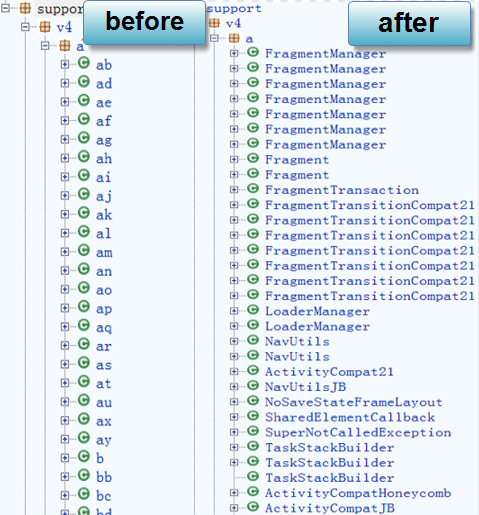 support
before
v4
a
ab
ad
ae
af
ag
ah
ai
aj
ak
al
am
an
ao
ap
aq
ar
as
at
au
ax
ay
b
bb
bc
bd
support
after
v4
a
FragmentManager
FragmentManager
FragmentManager
FragmentManager
FragmentManager
FragmentManager
FragmentManager
Fragment
Fragment
FragmentTransaction
FragmentTransitionCompat21
FragmentTransitionCompat21
FragmentTransitionCompat21
FragmentTransitionCompat21
FragmentTransitionCompat21
FragmentTransitionCompat21
FragmentTransitionCompat21
LoaderManager
LoaderManager
NavUtils
NavUtils
ActivityCompat21
NavUtilsJB
NoSaveStateFrameLayout
SharedElementCallback
SuperNotCalledException
TaskStackBuilder
TaskStackBuilder
TaskStackBuilder
ActivityCompatHoneycomb
ActivityCompatJB